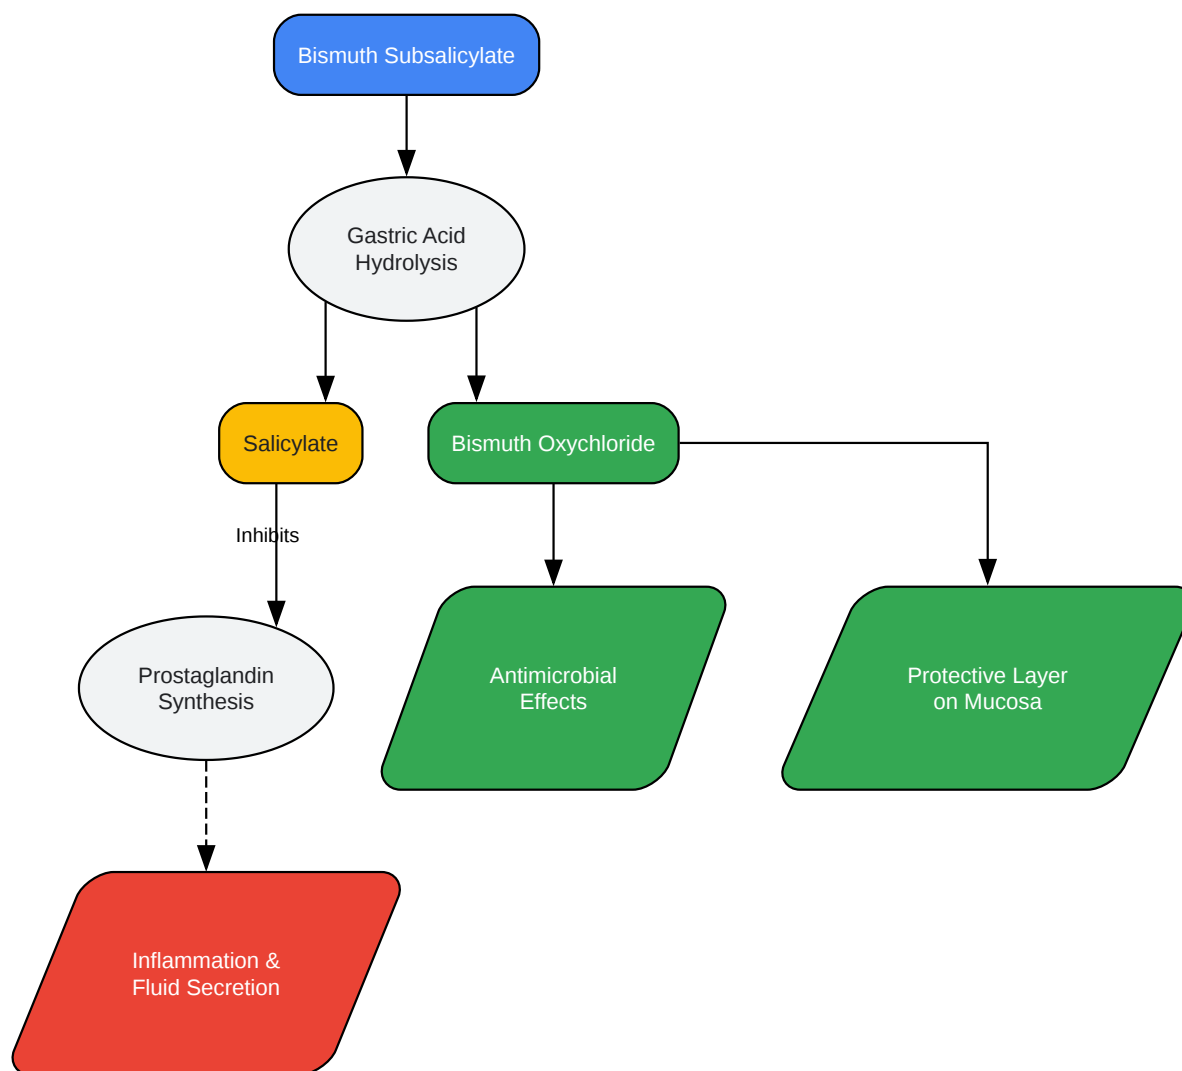 Bismuth Subsalicylate
Gastric Acid
Hydrolysis
Salicylate
Bismuth Oxychloride
Inhibits
Prostaglandin
Synthesis
Antimicrobial
Effects
Protective Layer
on Mucosa
Inflammation &
Fluid Secretion